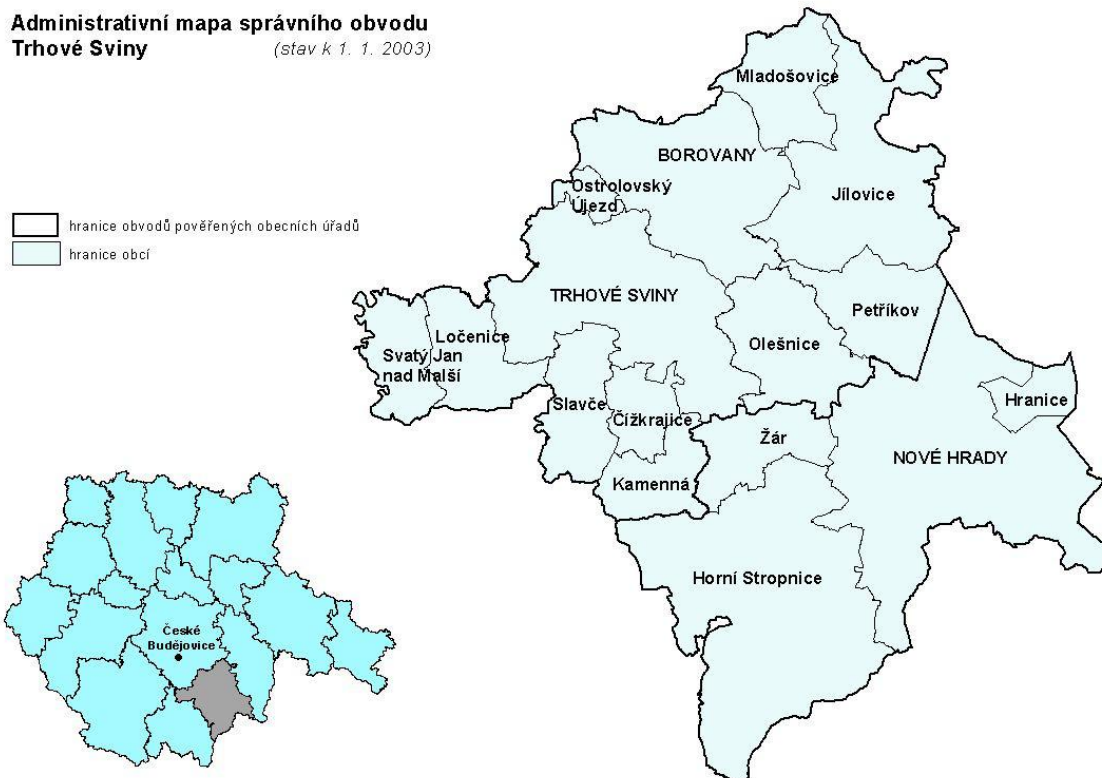 Administrativní mapa správního obvodu
Trhové Sviny (stav k 1. 1. 2003)
hranice obvodů pověřených obecních úřadů
hranice obcí
Mladošovice
BOROVANY
Ostrolovský
Újezd
Jílovice
TRHOVÉ SVINY
Petříkov
Ločenice
Olešnice
Svatý Jan
nad Malší
Slavče
Čížkrajice
Hranice
Žár
NOVÉ HRADY
Kamenná
Horní Stropnice
České
Budějovice